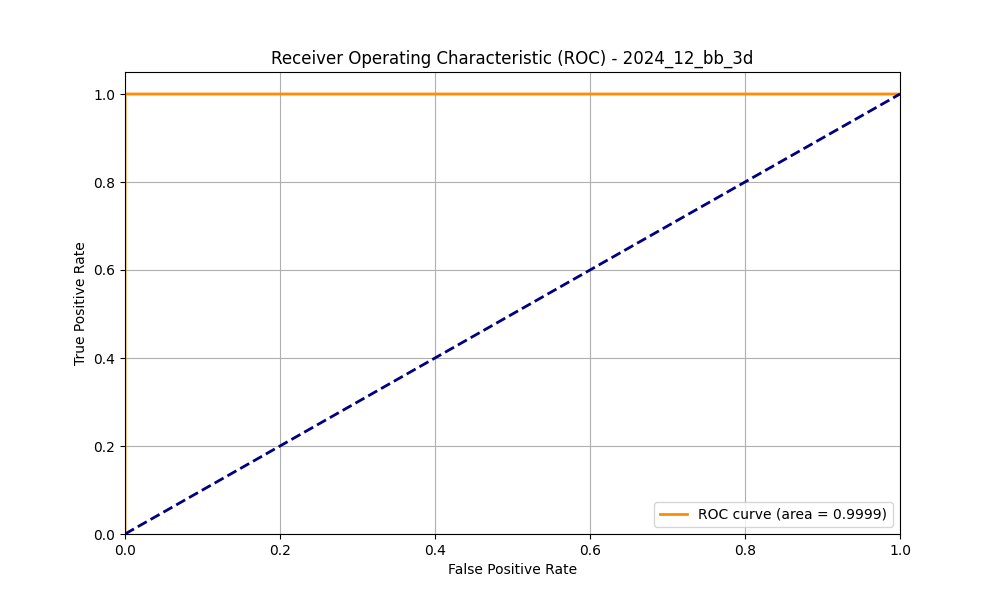 Receiver Operating Characteristic (ROC) - 2024_12_bb_3d
1.0
0.8
0.6
0.4
0.2
0.0
True Positive Rate
ROC curve (area = 0.9999)
0.0 0.2 0.4 0.6 0.8 1.0
False Positive Rate